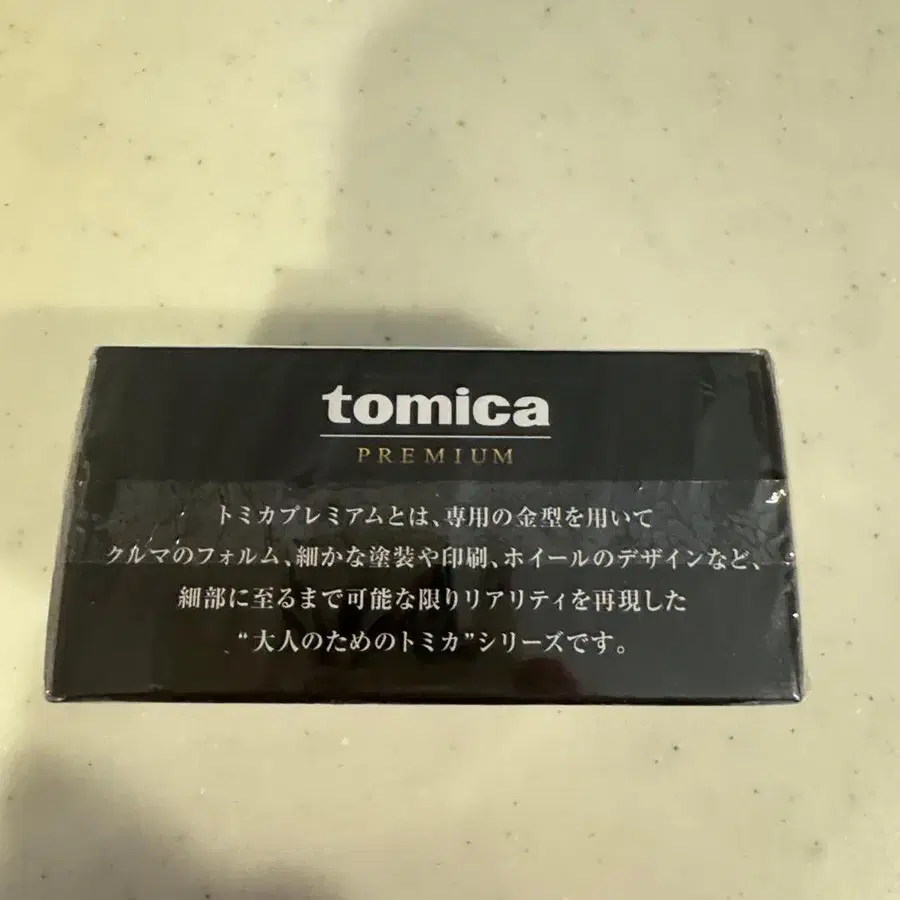 tomica
PREMIUM
トミカプレミアムとは、専用の金型を用いて
クルマのフォルム、細かな塗装や印刷、ホイールのデザインなど、
細部に至るまで可能な限りリアリティを再現した
“大人のためのトミカ”シリーズです。